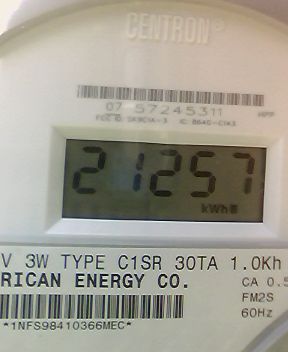 CENTRON®
07 57245311
21257
kWh
V 3W TYPE C1SR 30TA 1.0Kh
RICAN ENERGY CO.
CA 0.5
FM2S
60Hz
*1NFS98410366MEC*